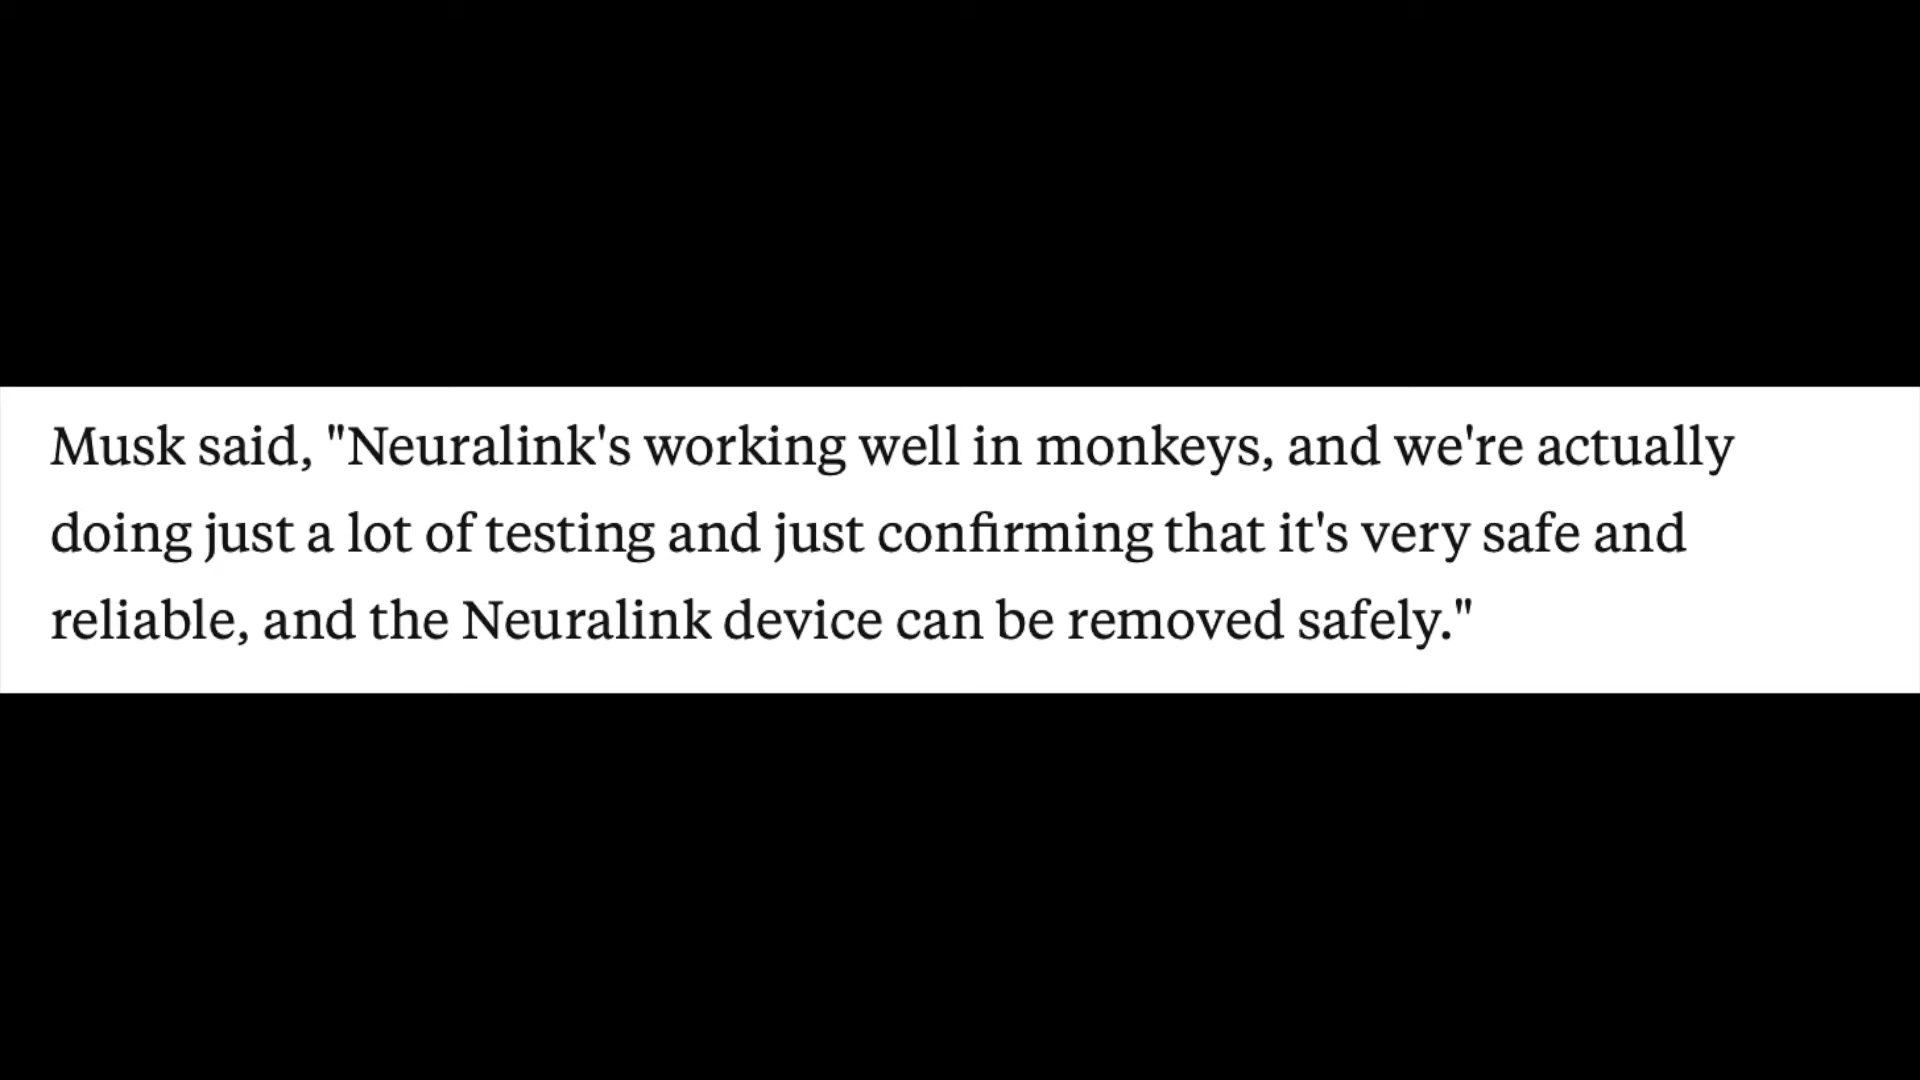 Musk said, "Neuralink's working well in monkeys, and we're actually
doing just a lot of testing and just confirming that it's very safe and
reliable, and the Neuralink device can be removed safely."